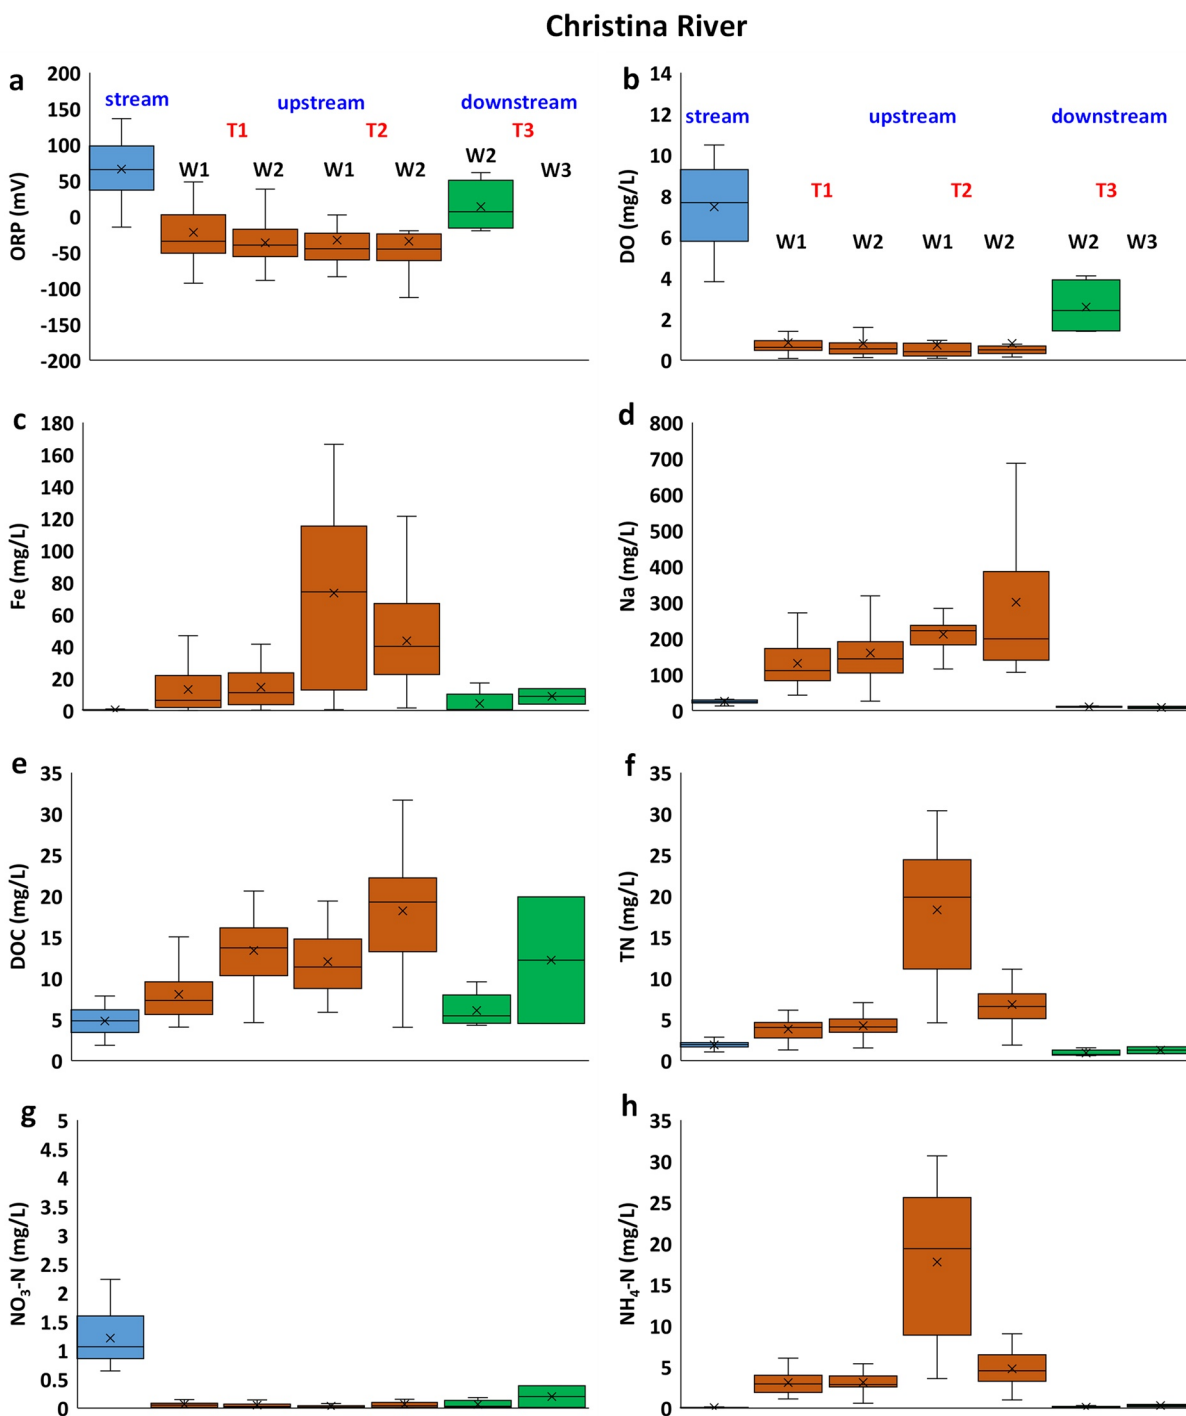 Christina River
a
200
150
100
50
0
-50
-100
-150
-200
ORP (mV)
stream
upstream
downstream
T1
T2
T3
W1
W2
W1
W2
W2
W3
b
14
12
10
8
6
4
2
0
DO (mg/L)
stream
upstream
downstream
T1
T2
T3
W1
W2
W1
W2
W2
W3
c
180
160
140
120
100
80
60
40
20
0
Fe (mg/L)
d
800
700
600
500
400
300
200
100
0
Na (mg/L)
e
35
30
25
20
15
10
5
0
DOC (mg/L)
f
35
30
25
20
15
10
5
0
TN (mg/L)
g
5
4.5
4
3.5
3
2.5
2
1.5
1
0.5
0
NO₃-N (mg/L)
h
35
30
25
20
15
10
5
0
NH₄-N (mg/L)